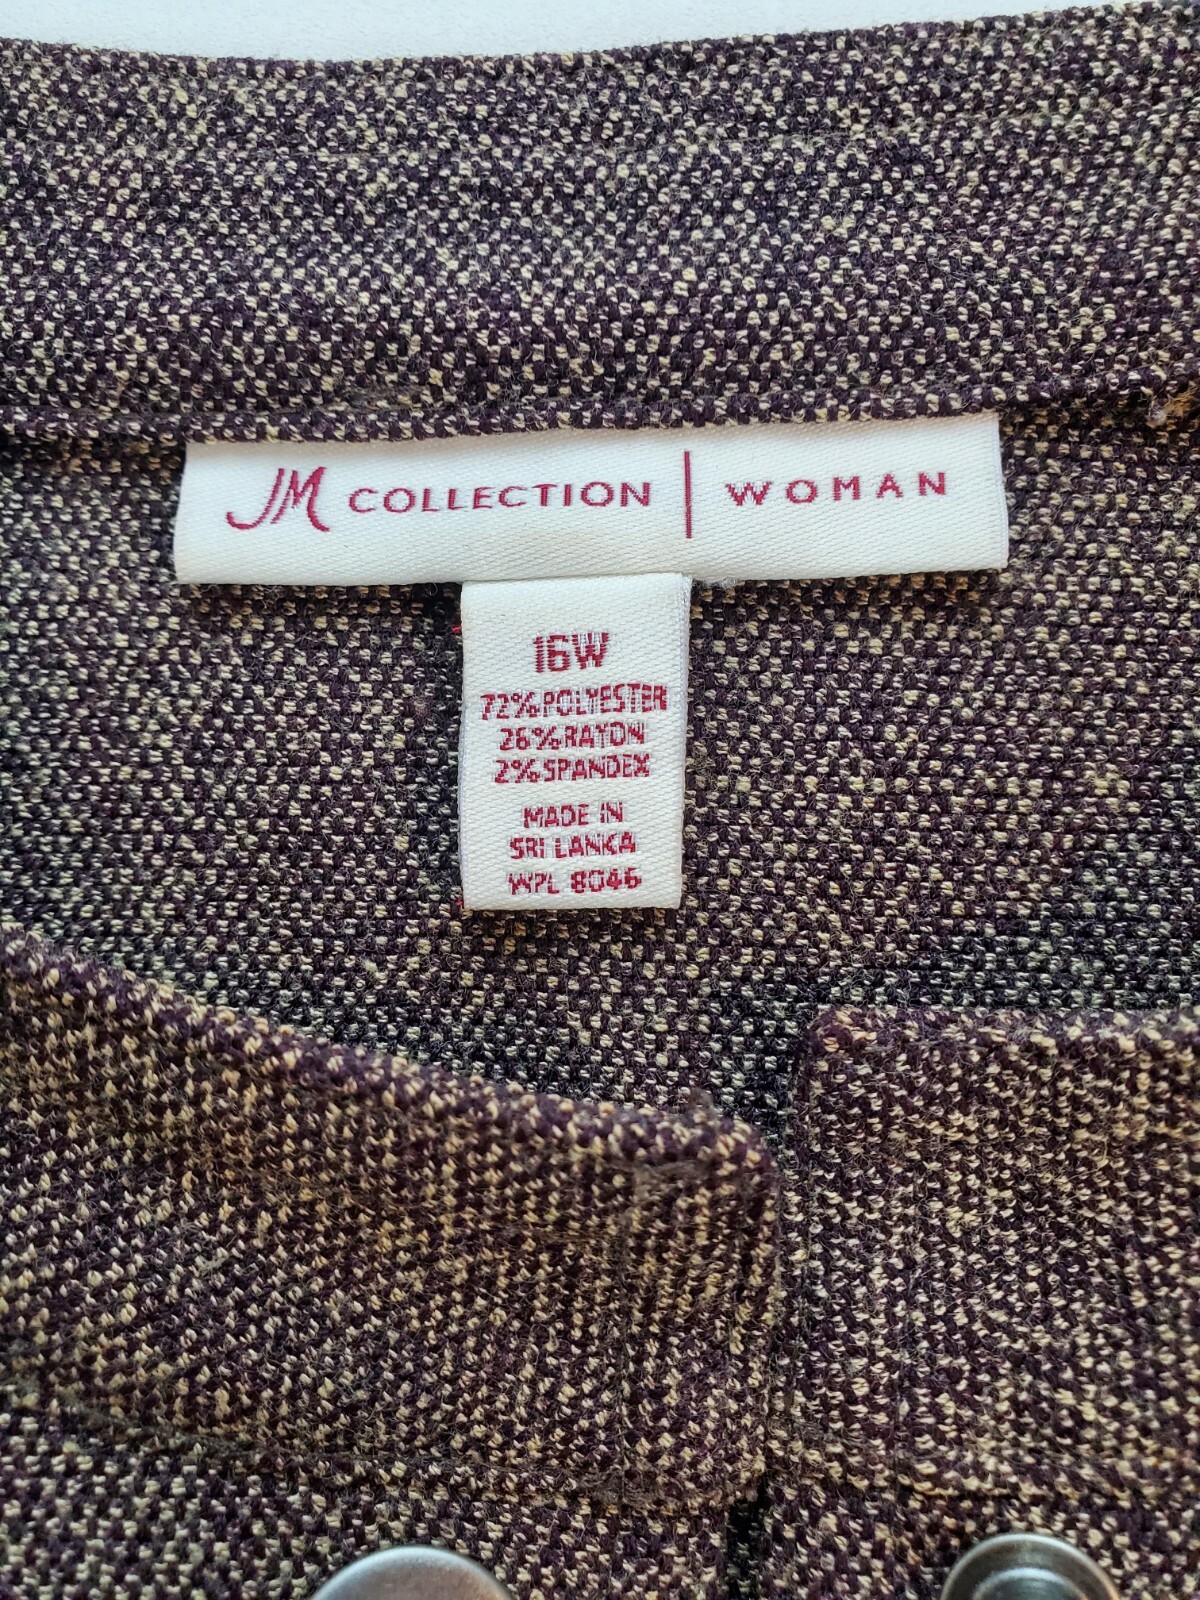 JM COLLECTION | WOMAN
16W
72% POLYESTER
26% RAYON
2% SPANDEX
MADE IN
SRI LANKA
WPL 8046